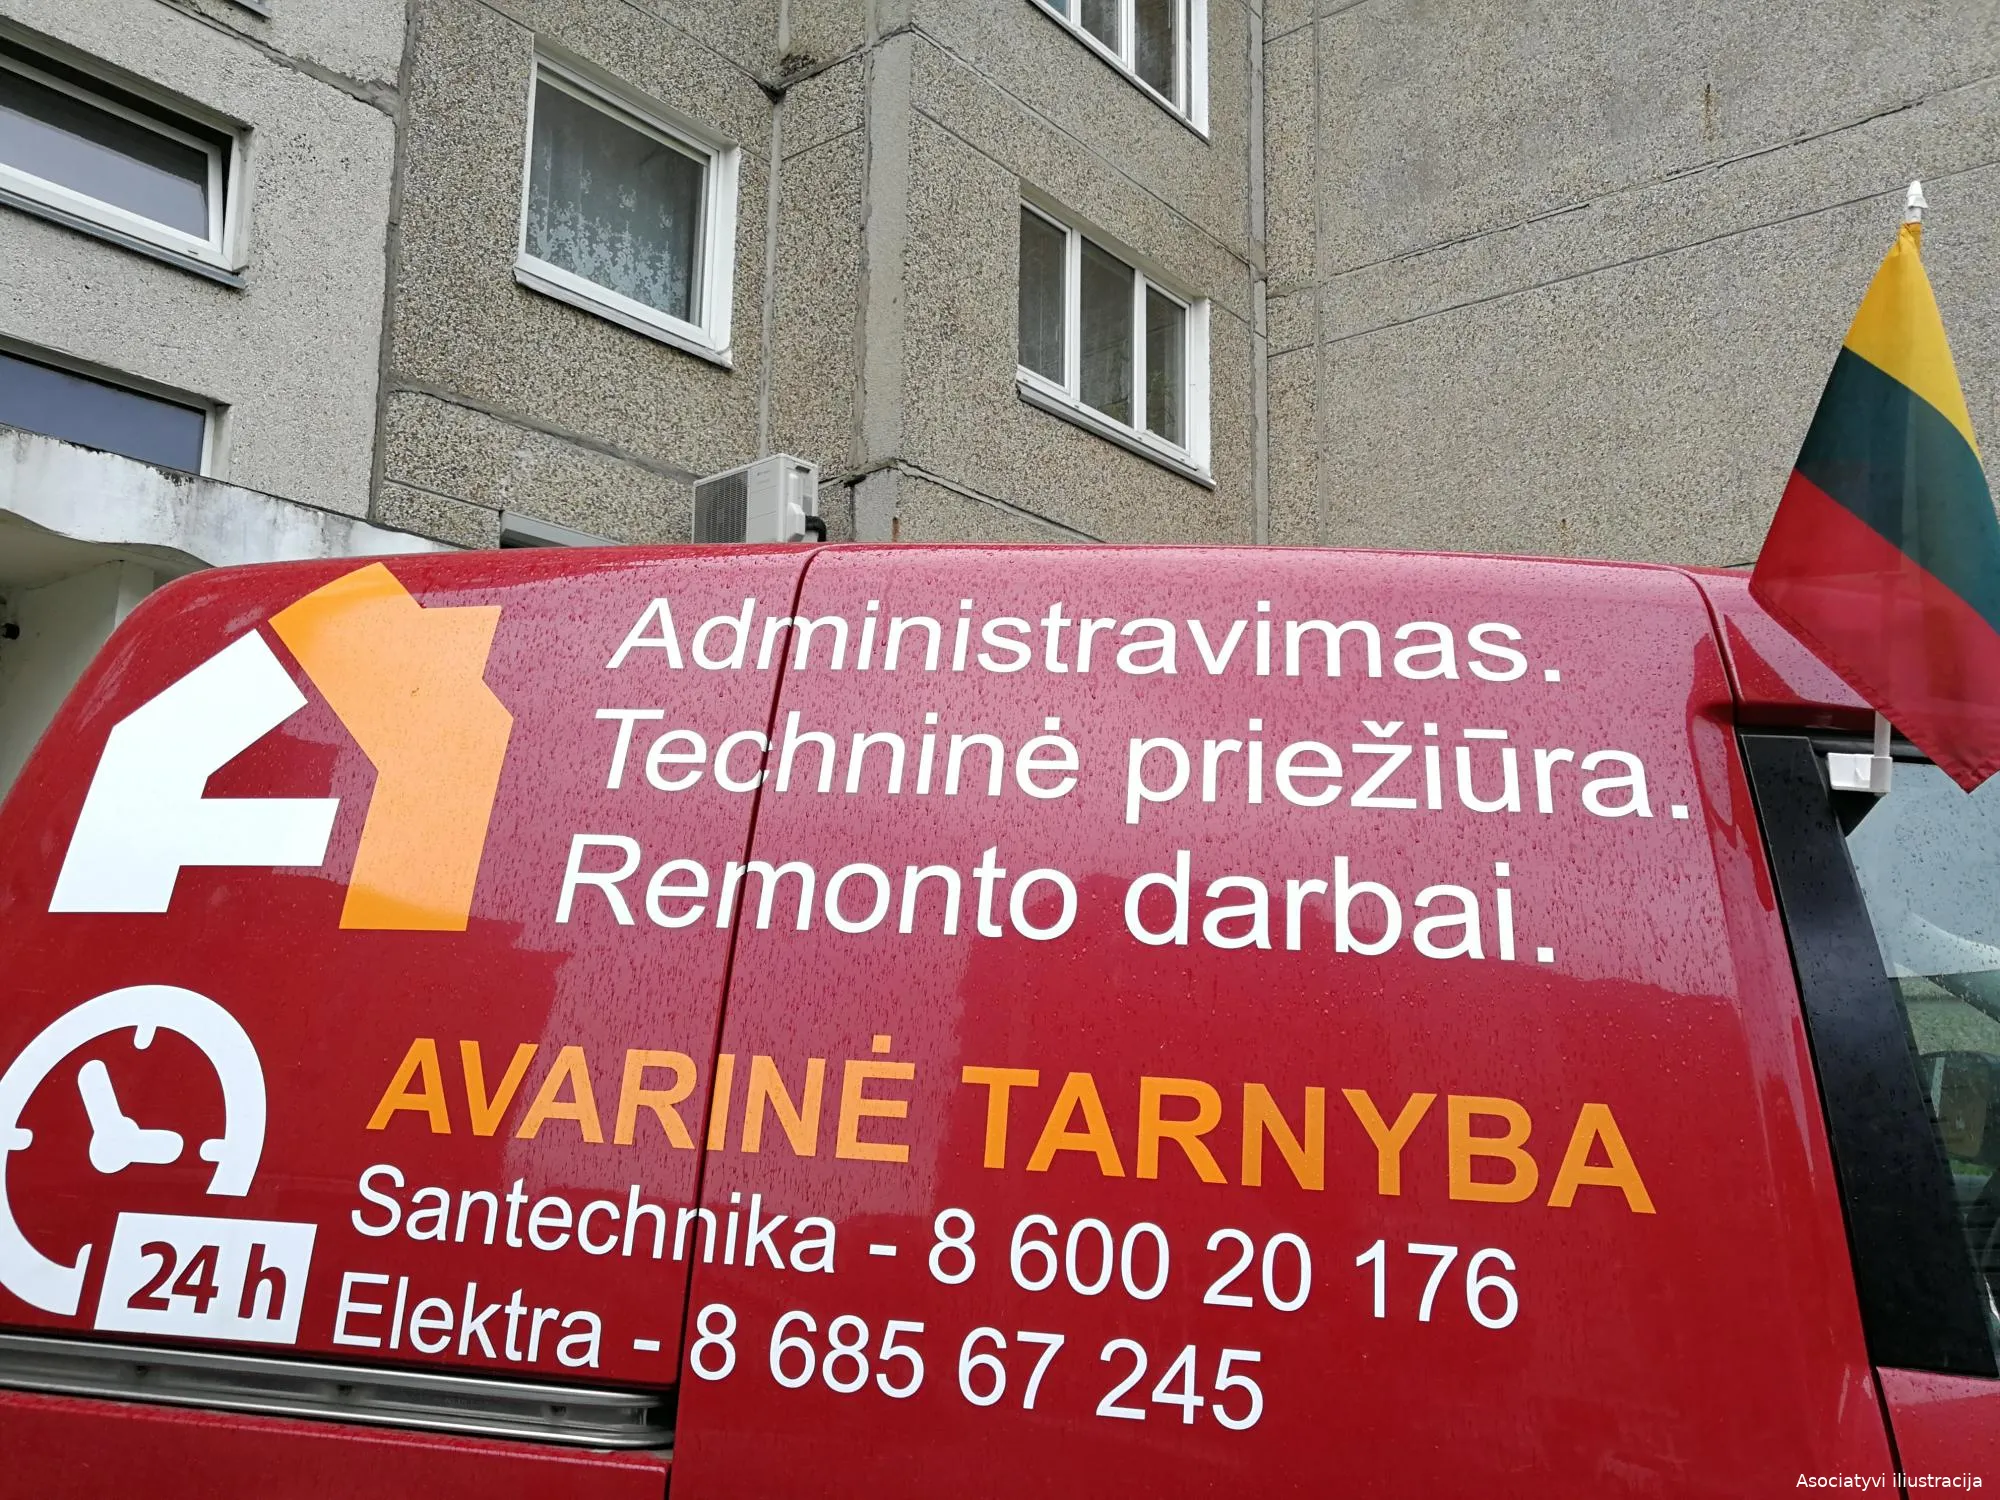 Administravimas.
Techninė priežiūra.
Remonto darbai.
AVARINĖ TARNYBA
Santechnika - 8 600 20 176
24 h
Elektra - 8 685 67 245
Asociatyvi iliustracija